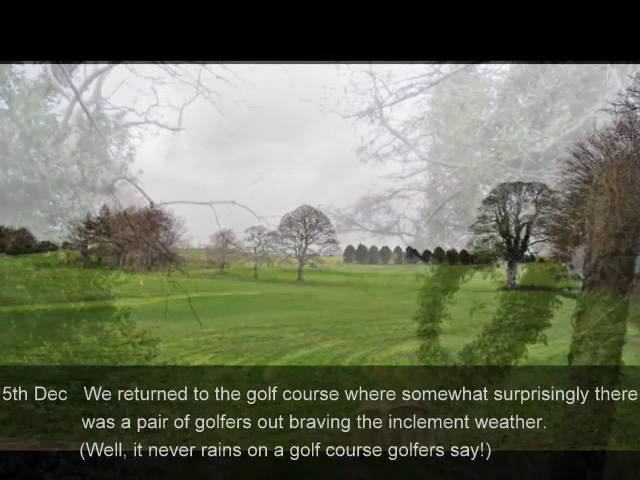 5th Dec We returned to the golf course where somewhat surprisingly there
was a pair of golfers out braving the inclement weather.
(Well, it never rains on a golf course golfers say!)